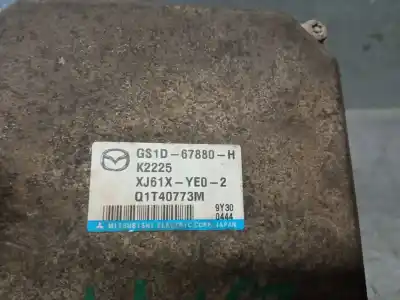 GS1D-67880-H
K2225
XJ61X-YE0-2
Q1T40773M
9Y30
0444
MITSUBISHI ELECTRIC CORP. JAPAN